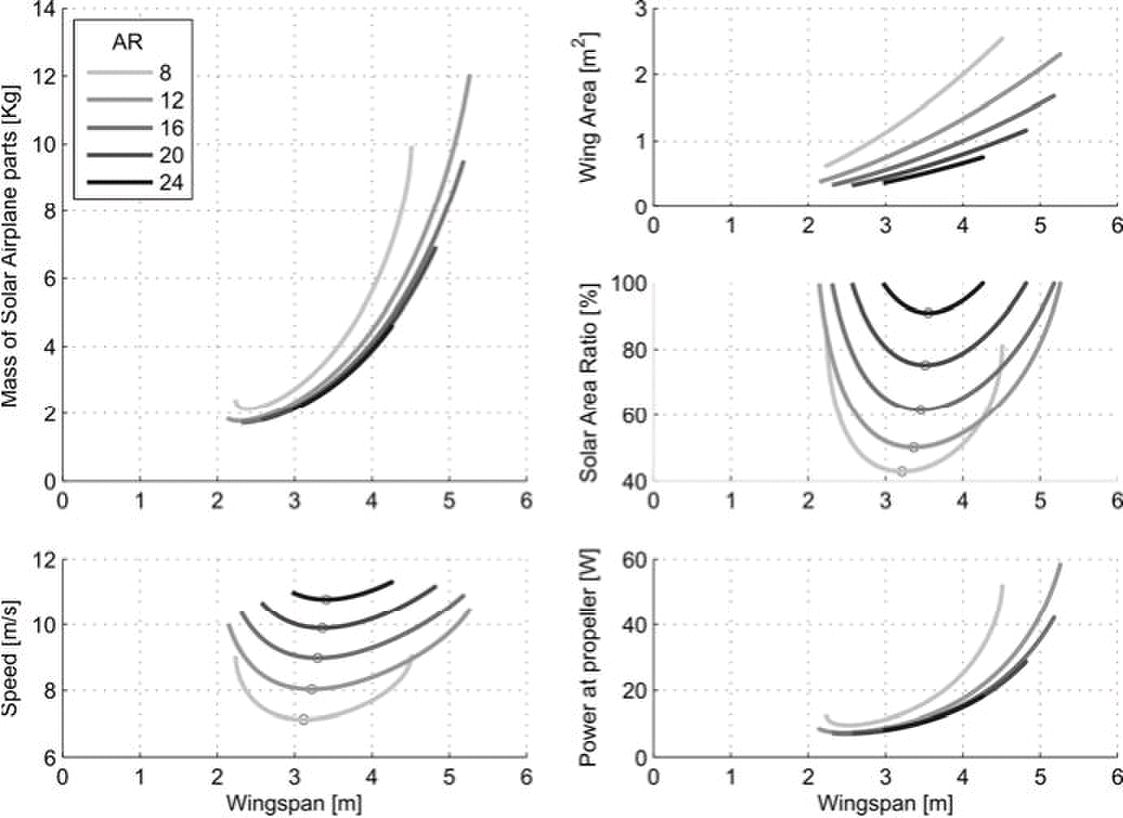 Mass of Solar Airplane parts [Kg]
14
12
10
8
6
4
2
0
0 1 2 3 4 5 6
AR
8
12
16
20
24
Wing Area [m²]
3
2
1
0
0 1 2 3 4 5 6
Solar Area Ratio [%]
100
80
60
40
0 1 2 3 4 5 6
Speed [m/s]
12
10
8
6
0 1 2 3 4 5 6
Wingspan [m]
Power at propeller [W]
60
40
20
0
0 1 2 3 4 5 6
Wingspan [m]